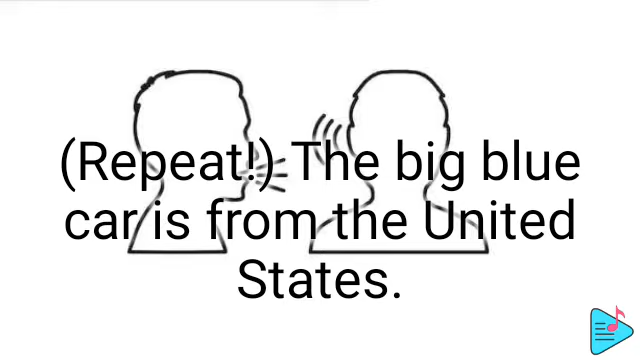 (Repeat!) The big blue
car is from the United
States.